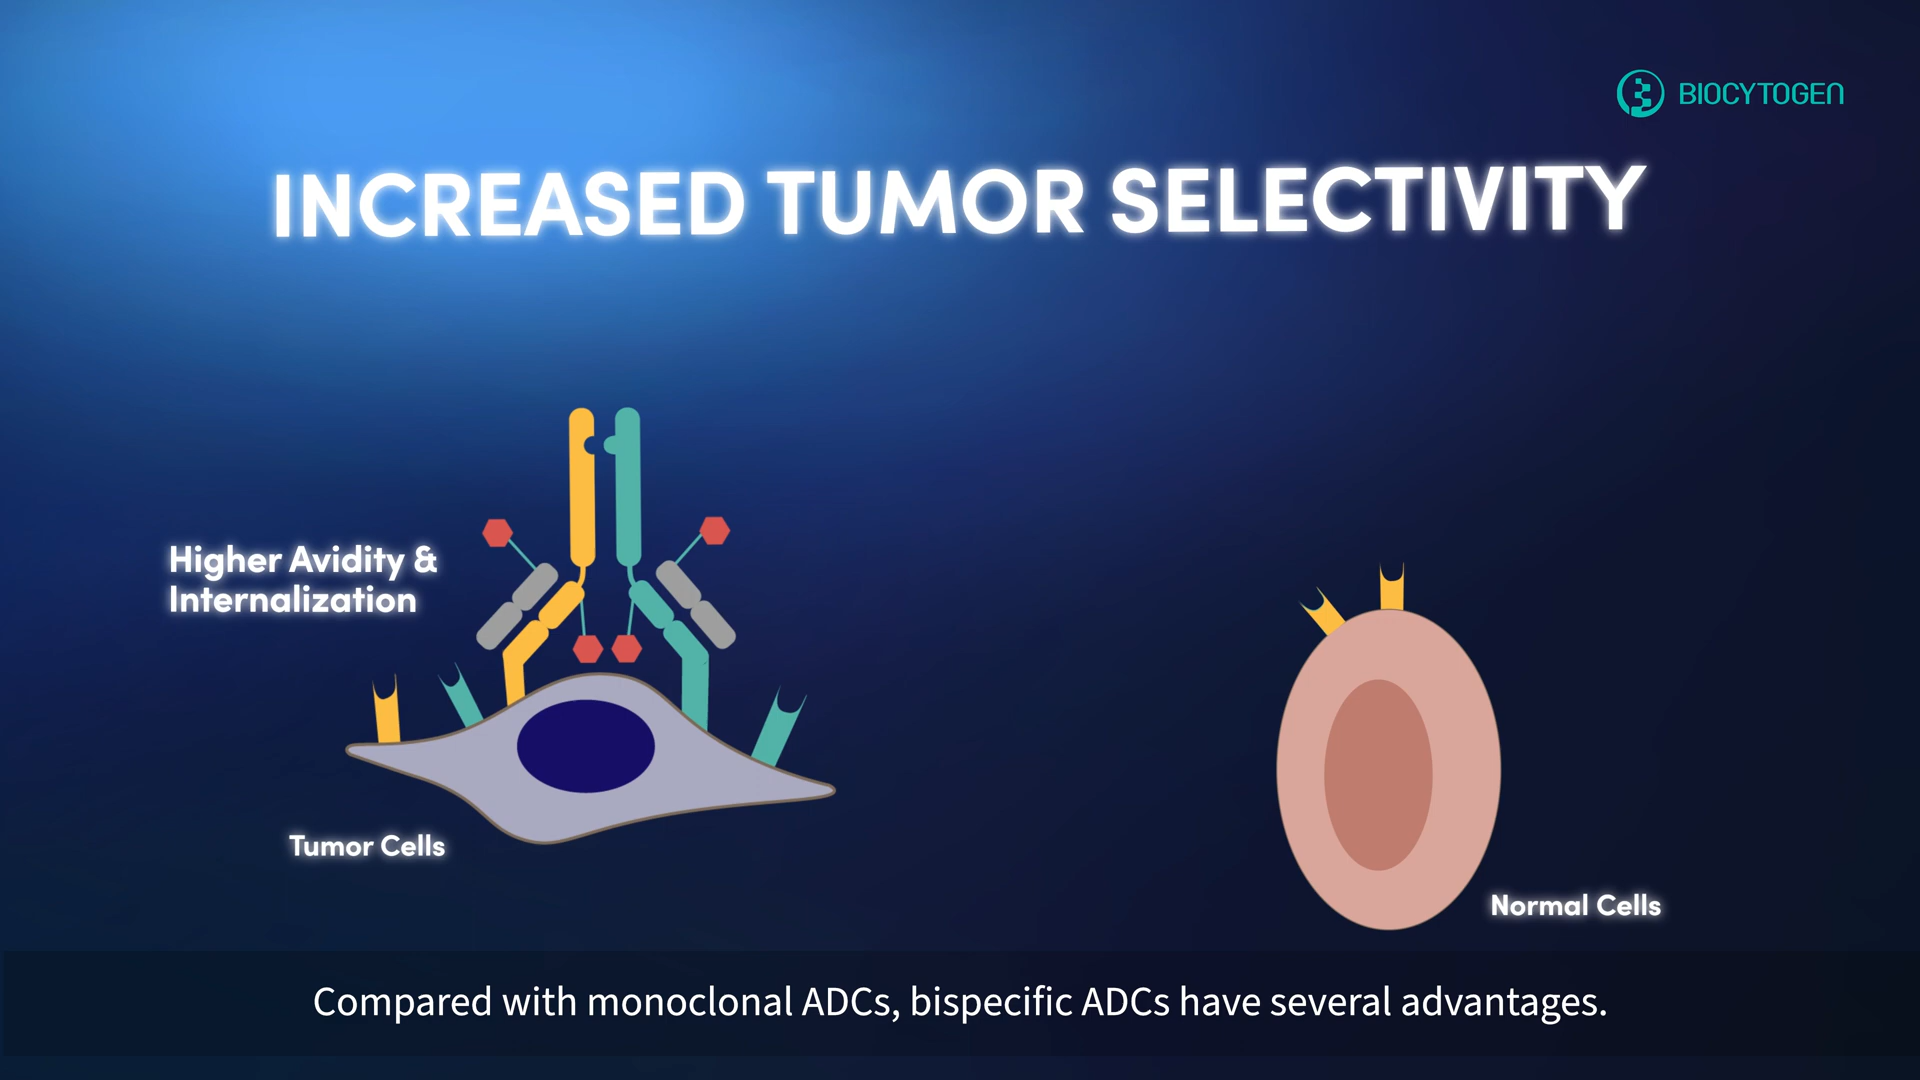 BIOCYTOGEN
INCREASED TUMOR SELECTIVITY
Higher Avidity &
Internalization
Tumor Cells
Normal Cells
Compared with monoclonal ADCs, bispecific ADCs have several advantages.